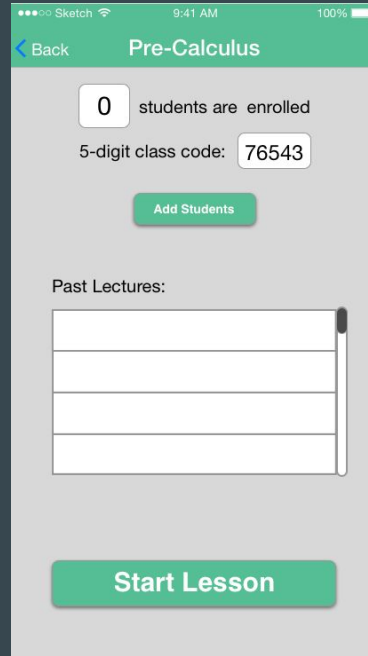 Sketch 9:41 AM 100%
Back Pre-Calculus
0 students are enrolled
5-digit class code: 76543
Add Students
Past Lectures:
Start Lesson